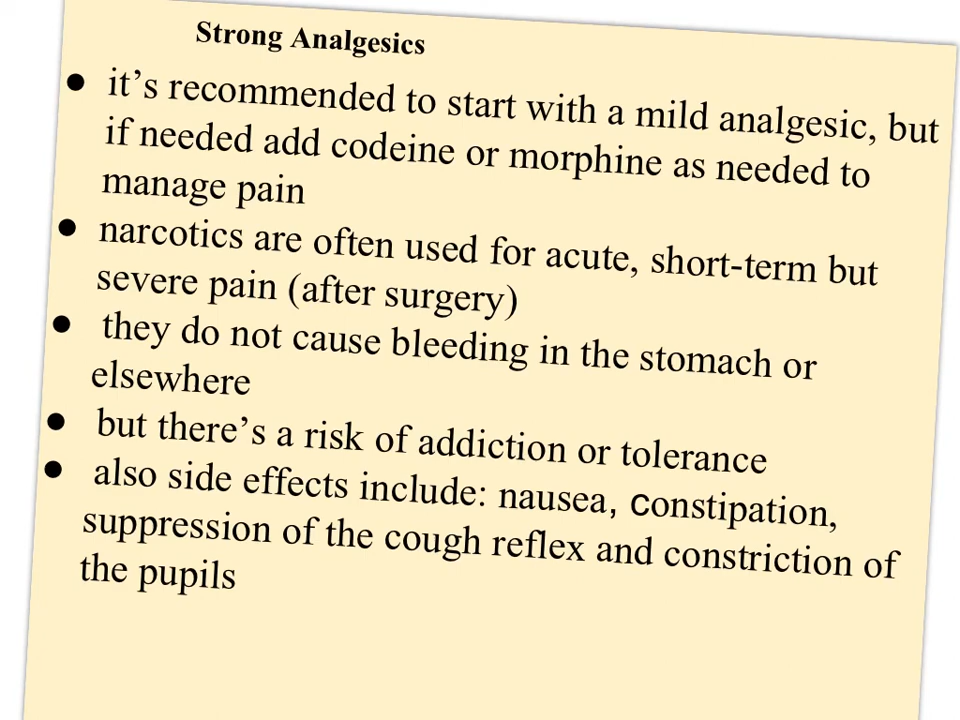 Strong Analgesics
● it’s recommended to start with a mild analgesic, but
if needed add codeine or morphine as needed to
manage pain
● narcotics are often used for acute, short-term but
severe pain (after surgery)
● they do not cause bleeding in the stomach or
elsewhere
● but there’s a risk of addiction or tolerance
● also side effects include: nausea, constipation,
suppression of the cough reflex and constriction of
the pupils